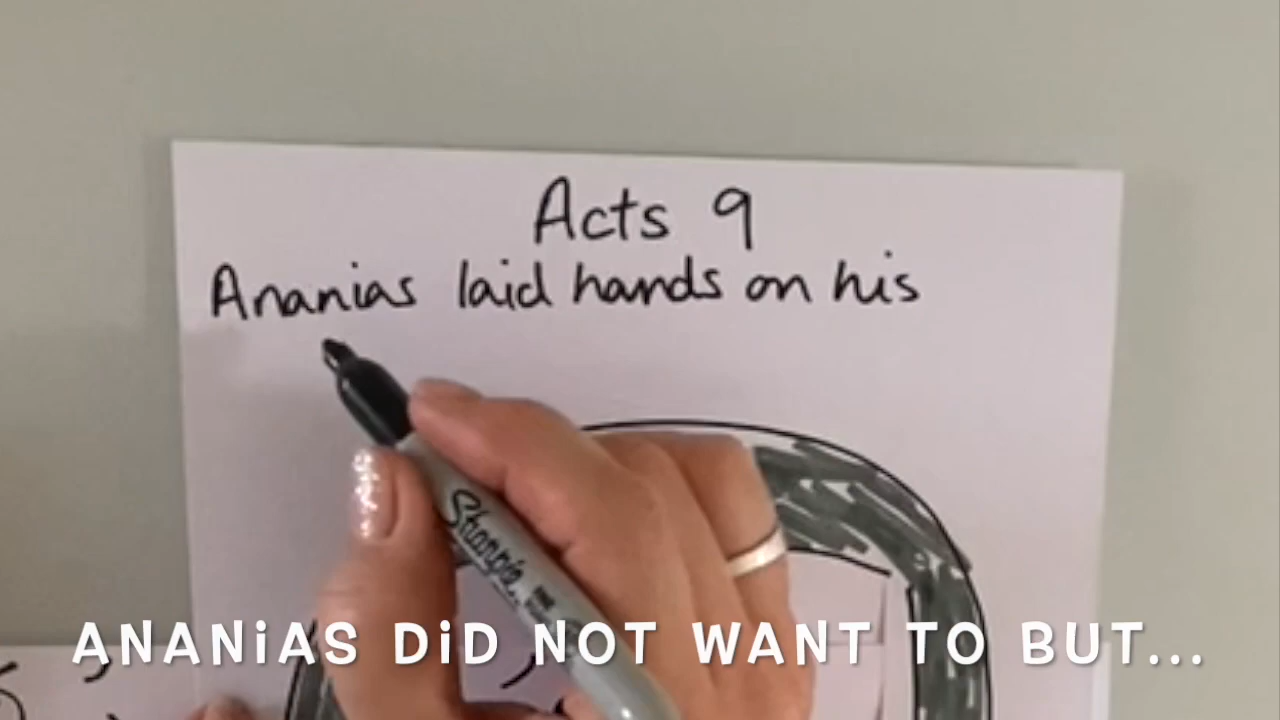 Acts 9
Ananias laid hands on his
Sharpie
ANANiAS DiD NOT WANT TO BUT...